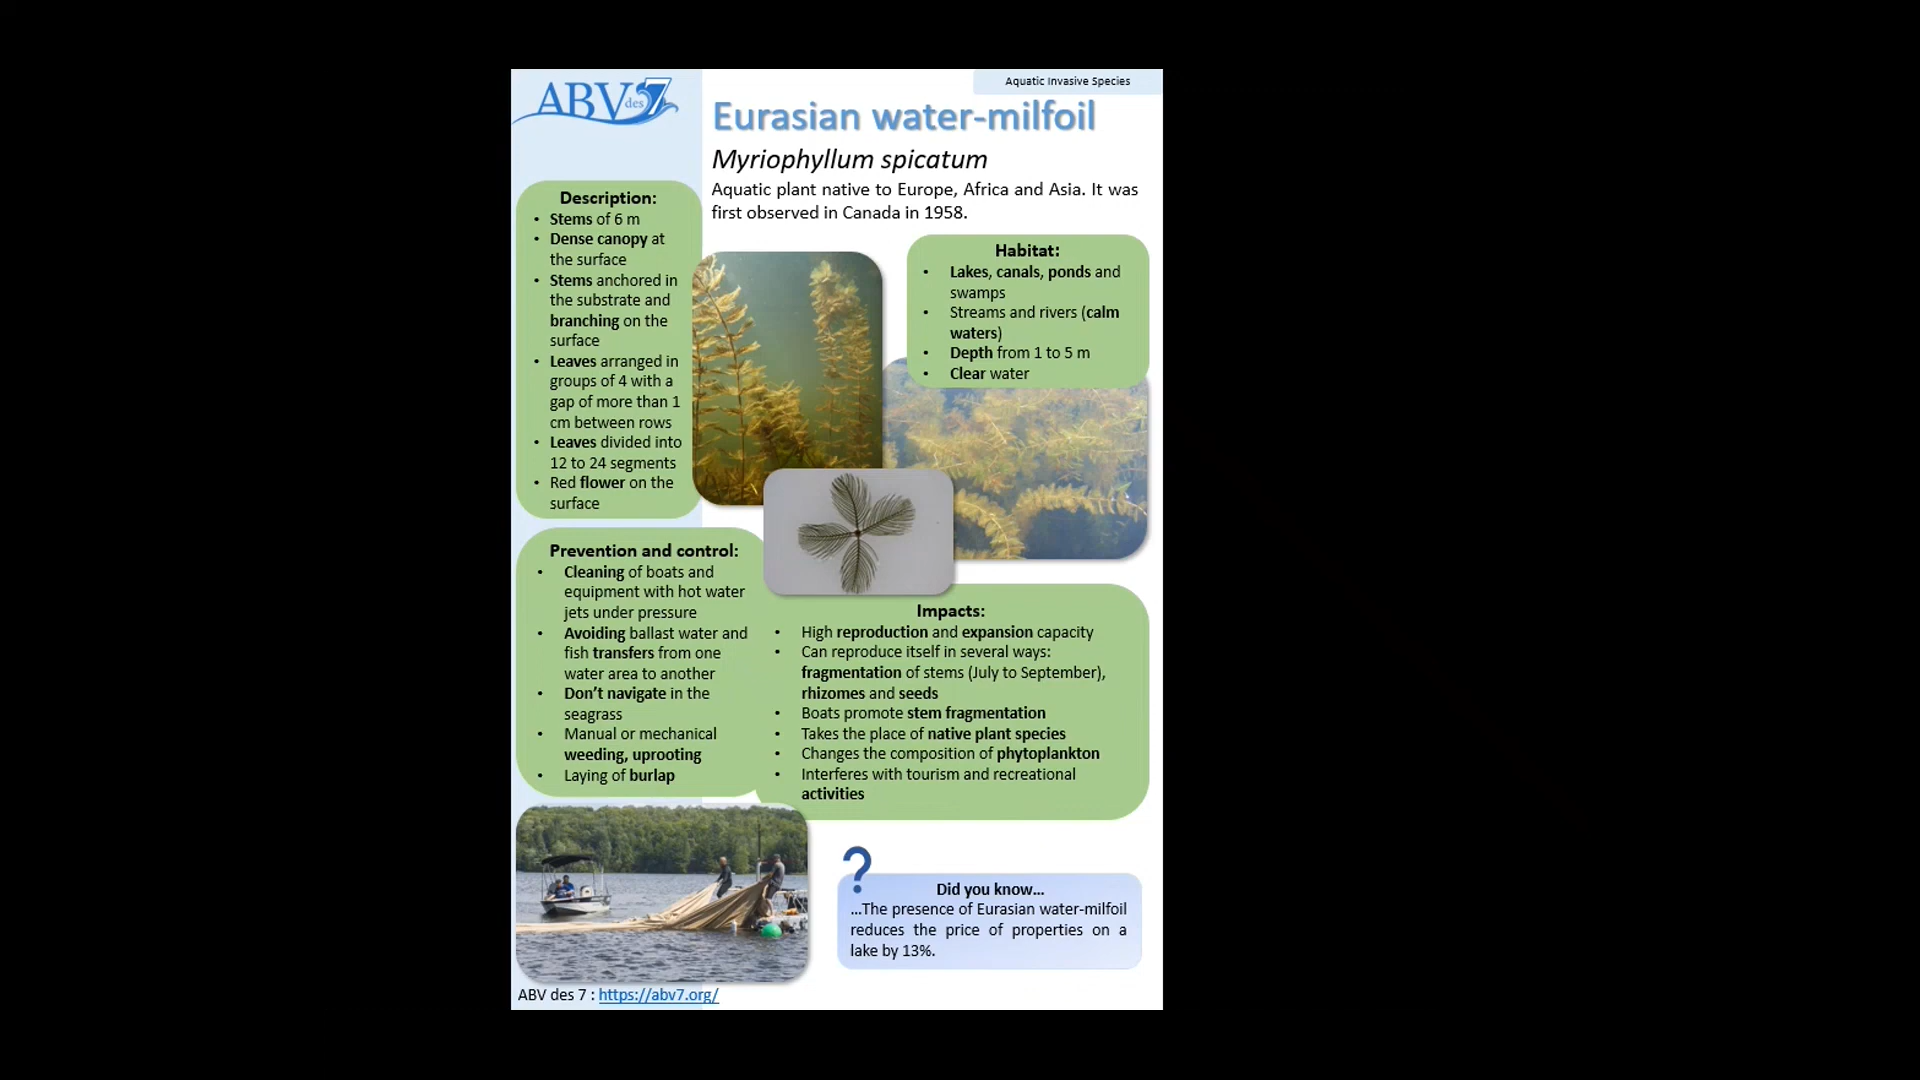 ABV des 7
Aquatic Invasive Species
Eurasian water-milfoil
Myriophyllum spicatum
Aquatic plant native to Europe, Africa and Asia. It was
first observed in Canada in 1958.
Description:
• Stems of 6 m
• Dense canopy at
the surface
• Stems anchored in
the substrate and
branching on the
surface
• Leaves arranged in
groups of 4 with a
gap of more than 1
cm between rows
• Leaves divided into
12 to 24 segments
• Red flower on the
surface
Habitat:
• Lakes, canals, ponds and
swamps
• Streams and rivers (calm
waters)
• Depth from 1 to 5 m
• Clear water
Prevention and control:
• Cleaning of boats and
equipment with hot water
jets under pressure
• Avoiding ballast water and
fish transfers from one
water area to another
• Don’t navigate in the
seagrass
• Manual or mechanical
weeding, uprooting
• Laying of burlap
Impacts:
• High reproduction and expansion capacity
• Can reproduce itself in several ways:
fragmentation of stems (July to September),
rhizomes and seeds
• Boats promote stem fragmentation
• Takes the place of native plant species
• Changes the composition of phytoplankton
• Interferes with tourism and recreational
activities
?
Did you know...
...The presence of Eurasian water-milfoil
reduces the price of properties on a
lake by 13%.
ABV des 7 : https://abv7.org/